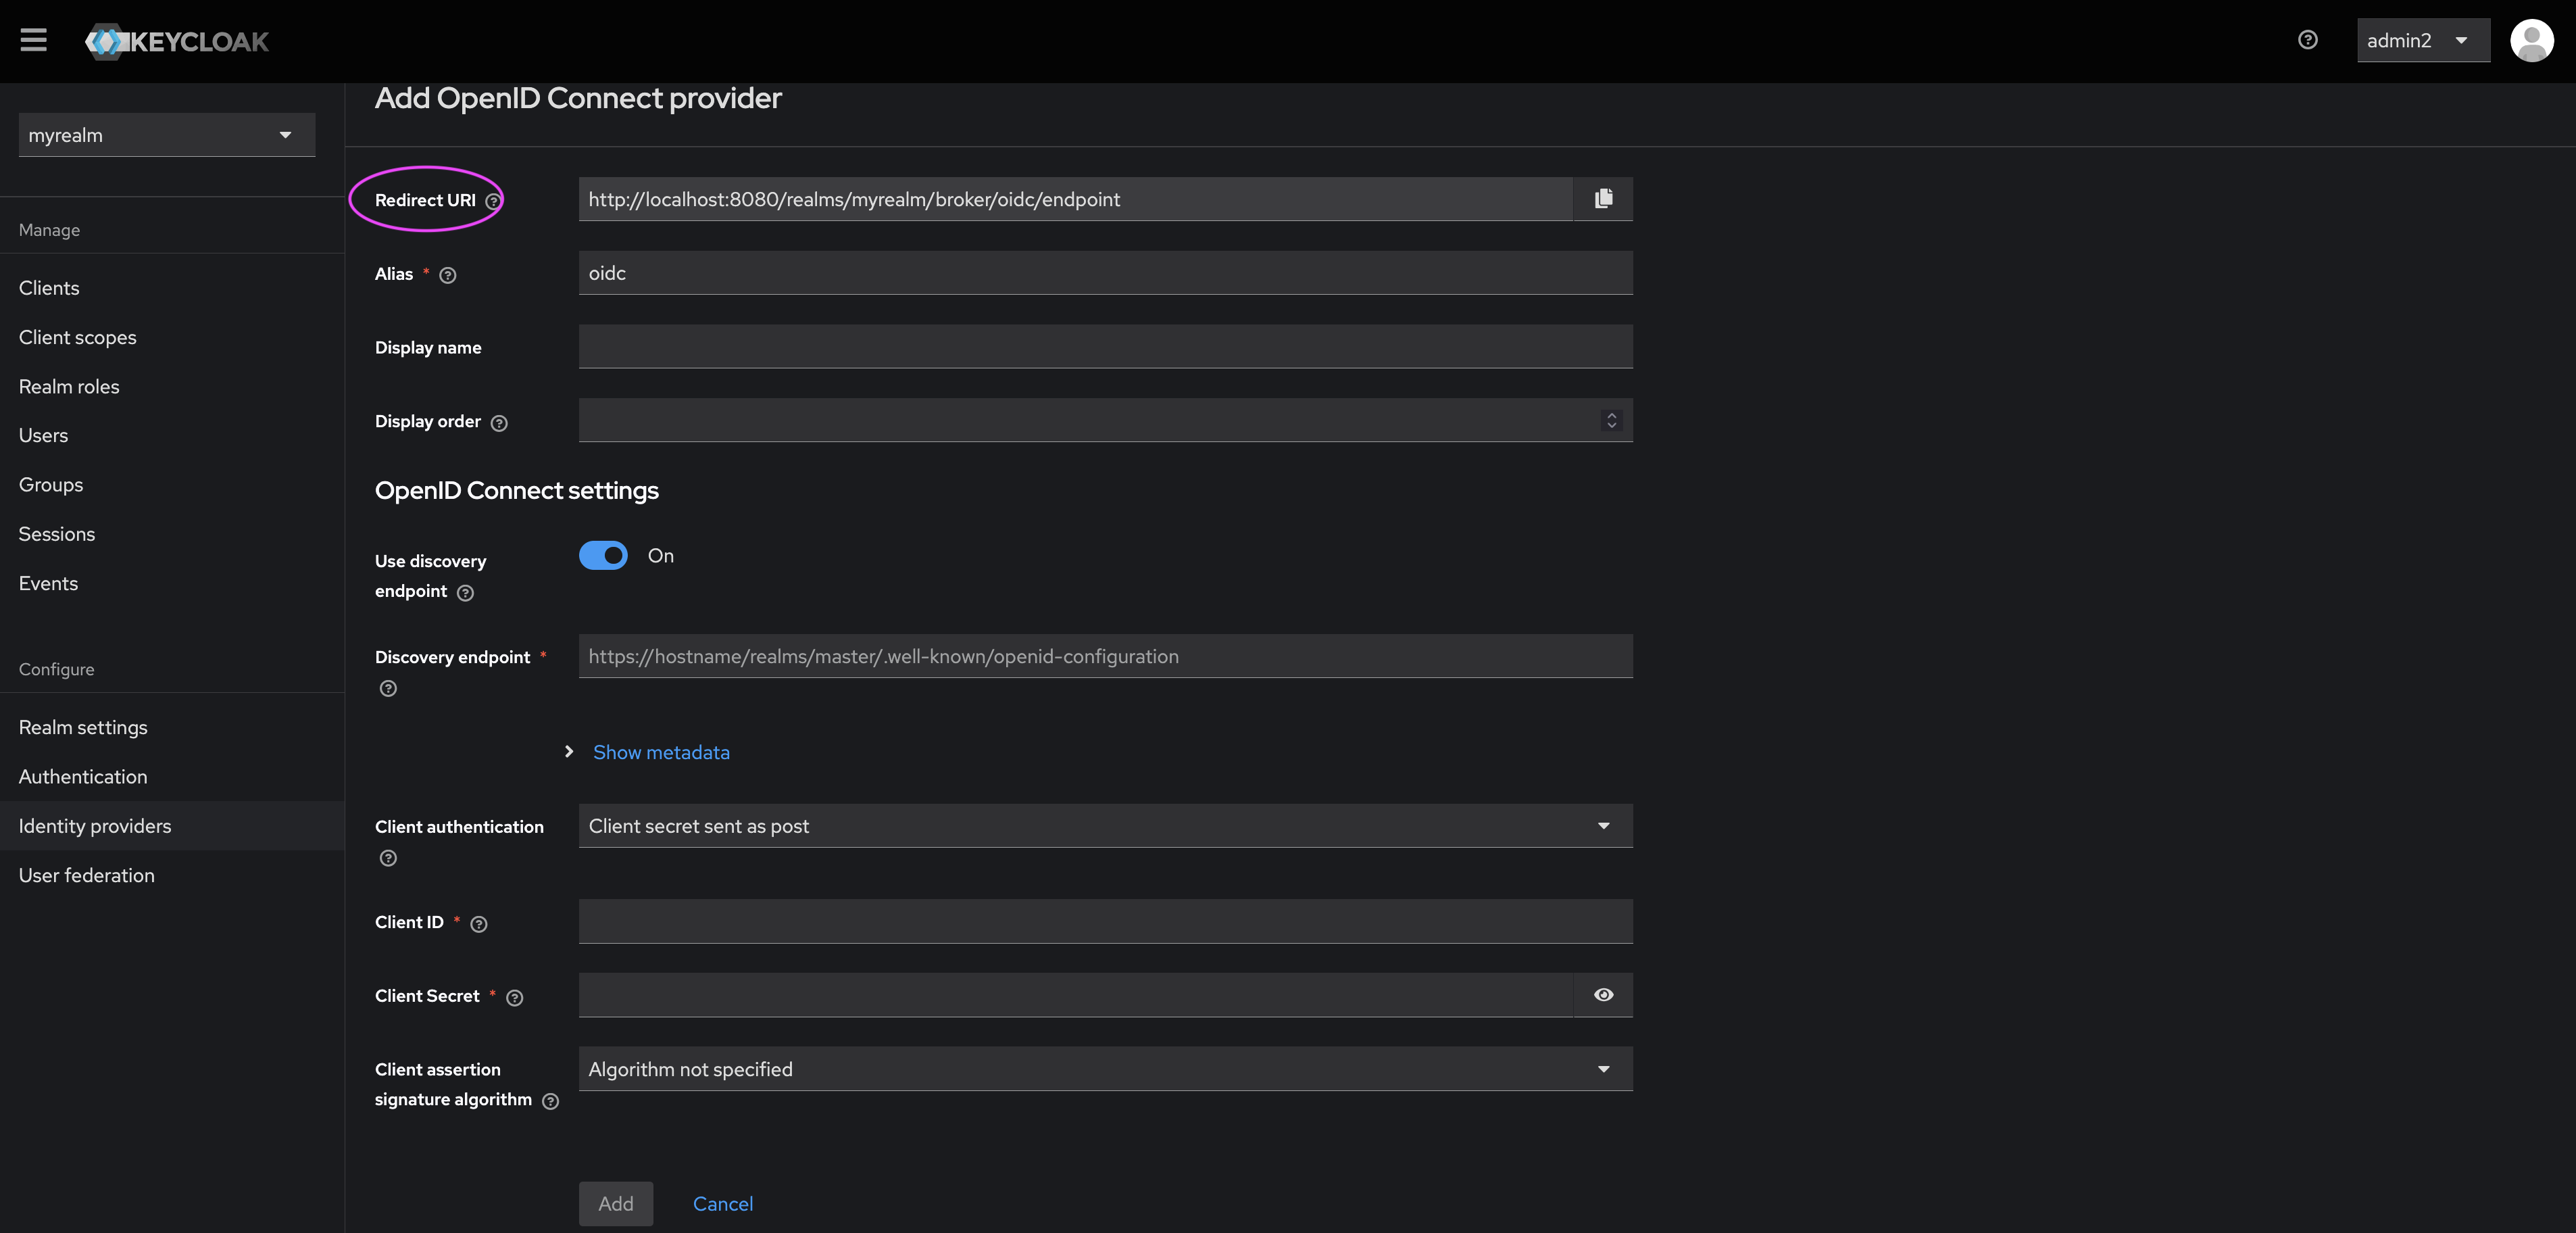 KEYCLOAK
admin2
myrealm
Manage
Clients
Client scopes
Realm roles
Users
Groups
Sessions
Events
Configure
Realm settings
Authentication
Identity providers
User federation
Add OpenID Connect provider
Redirect URI
http://localhost:8080/realms/myrealm/broker/oidc/endpoint
Alias *
oidc
Display name
Display order
OpenID Connect settings
Use discovery
endpoint
On
Discovery endpoint *
https://hostname/realms/master/.well-known/openid-configuration
Show metadata
Client authentication
Client secret sent as post
Client ID *
Client Secret *
Client assertion
signature algorithm
Algorithm not specified
Add
Cancel